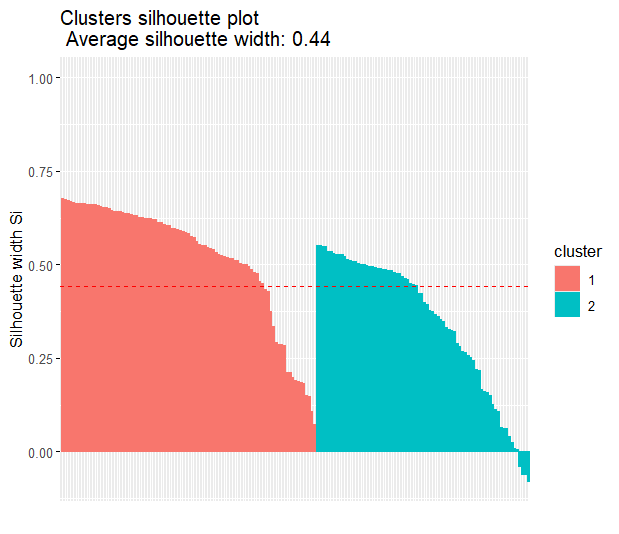 Clusters silhouette plot
Average silhouette width: 0.44
1.00
0.75
0.50
0.25
0.00
Silhouette width Si
cluster
1
2